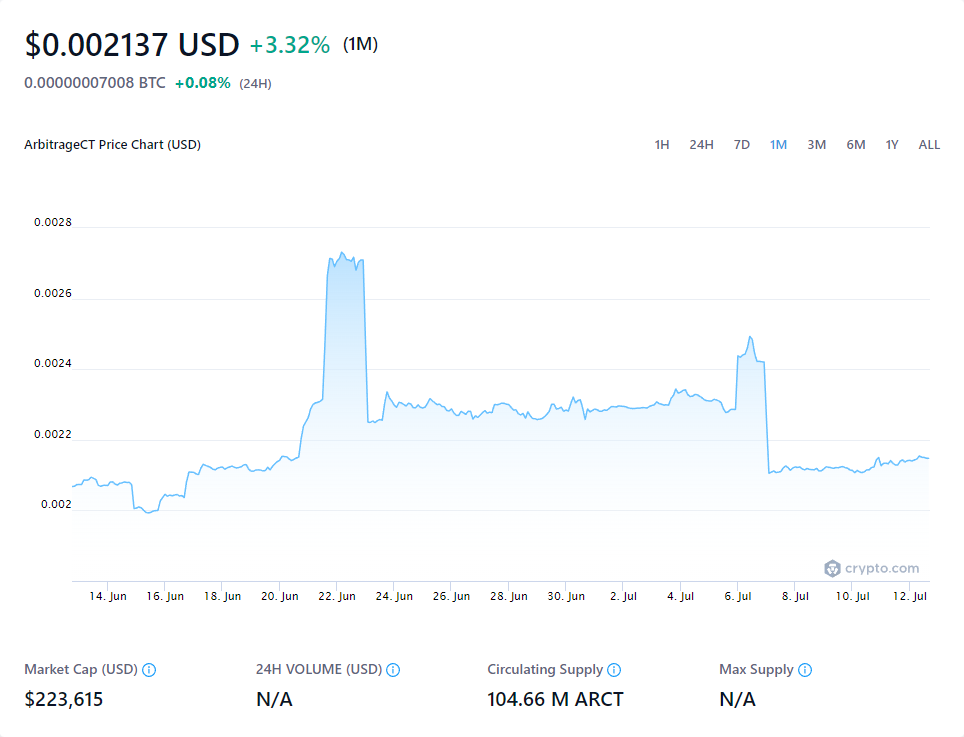 $0.002137 USD +3.32% (1M)
0.00000007008 BTC +0.08% (24H)
ArbitrageCT Price Chart (USD) 1H 24H 7D 1M 3M 6M 1Y ALL
0.0028
0.0026
0.0024
0.0022
0.002
crypto.com
14. Jun 16. Jun 18. Jun 20. Jun 22. Jun 24. Jun 26. Jun 28. Jun 30. Jun 2. Jul 4. Jul 6. Jul 8. Jul 10. Jul 12. Jul
Market Cap (USD) 24H VOLUME (USD) Circulating Supply Max Supply
$223,615 N/A 104.66 M ARCT N/A